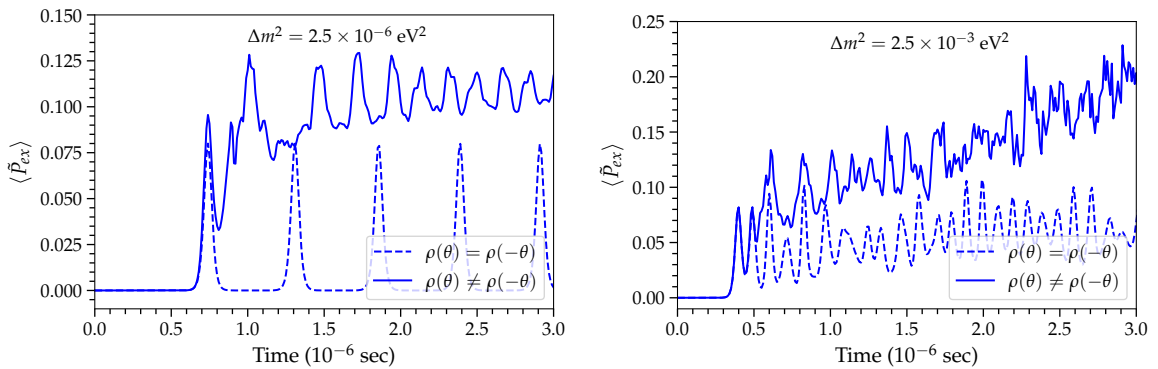 Δm² = 2.5 × 10⁻⁶ eV²
⟨P̃ₑₓ⟩
0.150
0.125
0.100
0.075
0.050
0.025
0.000
ρ(θ) = ρ(−θ)
ρ(θ) ≠ ρ(−θ)
0.0 0.5 1.0 1.5 2.0 2.5 3.0
Time (10⁻⁶ sec)
Δm² = 2.5 × 10⁻³ eV²
⟨P̃ₑₓ⟩
0.25
0.20
0.15
0.10
0.05
0.00
ρ(θ) = ρ(−θ)
ρ(θ) ≠ ρ(−θ)
0.0 0.5 1.0 1.5 2.0 2.5 3.0
Time (10⁻⁶ sec)